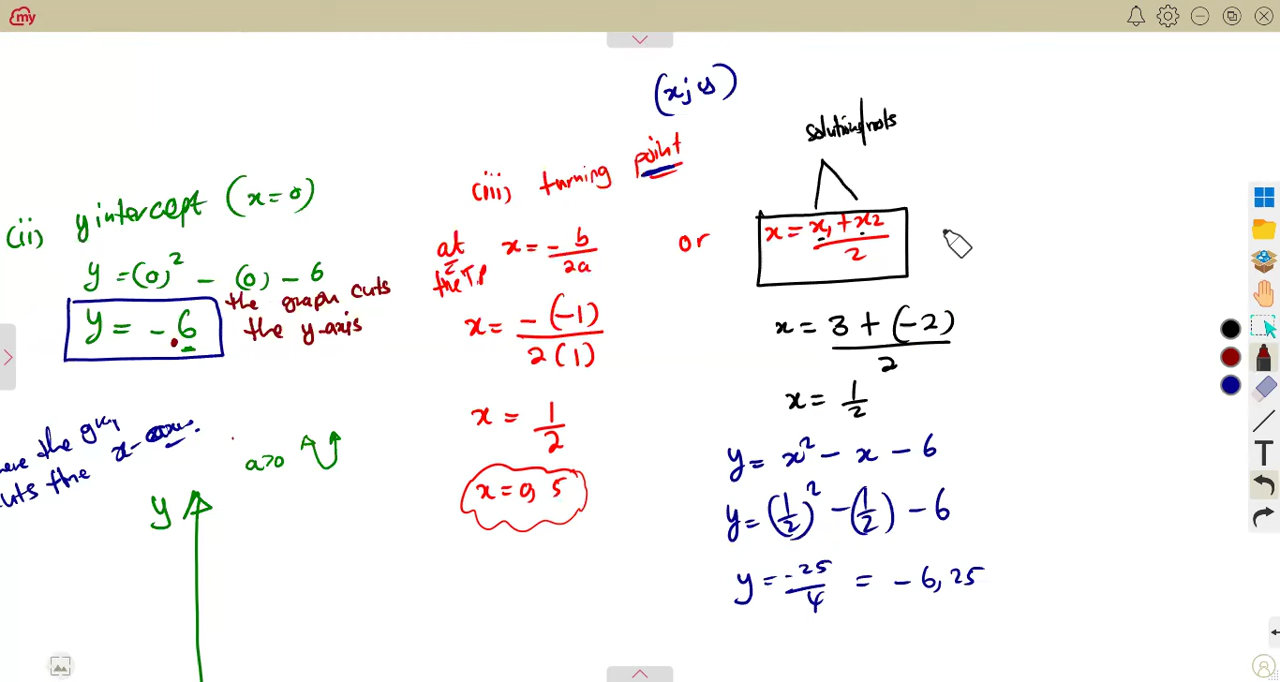 my
(x; y)
solutions/roots
(iii) turning point
(ii) y intercept (x=0)
y = (0)² - (0) - 6
y = -6
the graph cuts
the y-axis
at
the T.P
x = -b/2a
or
x = x₁ + x₂/2
x = -(-1)/2(1)
x = 1/2
x = 0,5
x = 3 + (-2)/2
x = 1/2
y = x² - x - 6
y = (1/2)² - (1/2) - 6
y = -25/4 = -6,25
the
cuts the x-axis.
a>0
y
T